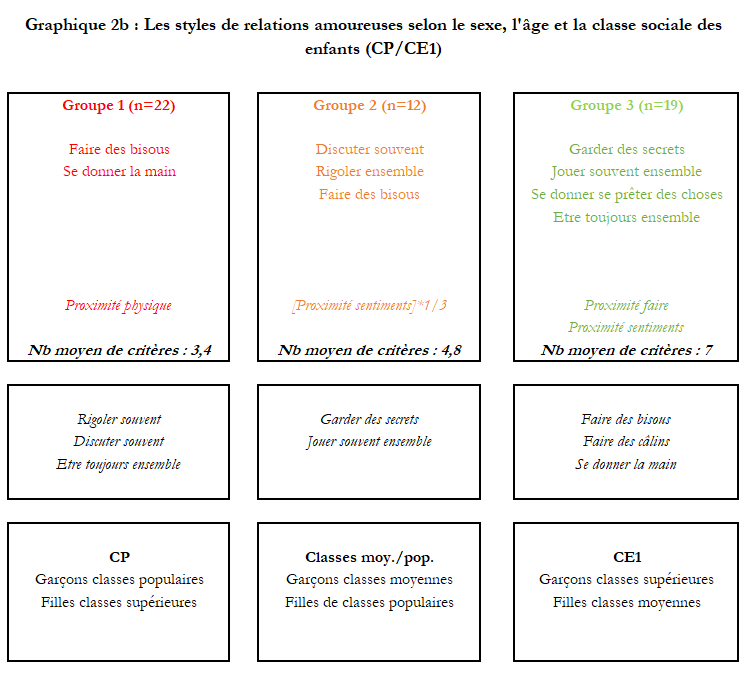 Graphique 2b : Les styles de relations amoureuses selon le sexe, l'âge et la classe sociale des
enfants (CP/CE1)
Groupe 1 (n=22)
Faire des bisous
Se donner la main
Proximité physique
Nb moyen de critères : 3,4
Groupe 2 (n=12)
Discuter souvent
Rigoler ensemble
Faire des bisous
[Proximité sentiments]*1/3
Nb moyen de critères : 4,8
Groupe 3 (n=19)
Garder des secrets
Jouer souvent ensemble
Se donner se prêter des choses
Etre toujours ensemble
Proximité faire
Proximité sentiments
Nb moyen de critères : 7
Rigoler souvent
Discuter souvent
Etre toujours ensemble
Garder des secrets
Jouer souvent ensemble
Faire des bisous
Faire des câlins
Se donner la main
CP
Garçons classes populaires
Filles classes supérieures
Classes moy./pop.
Garçons classes moyennes
Filles de classes populaires
CE1
Garçons classes supérieures
Filles classes moyennes